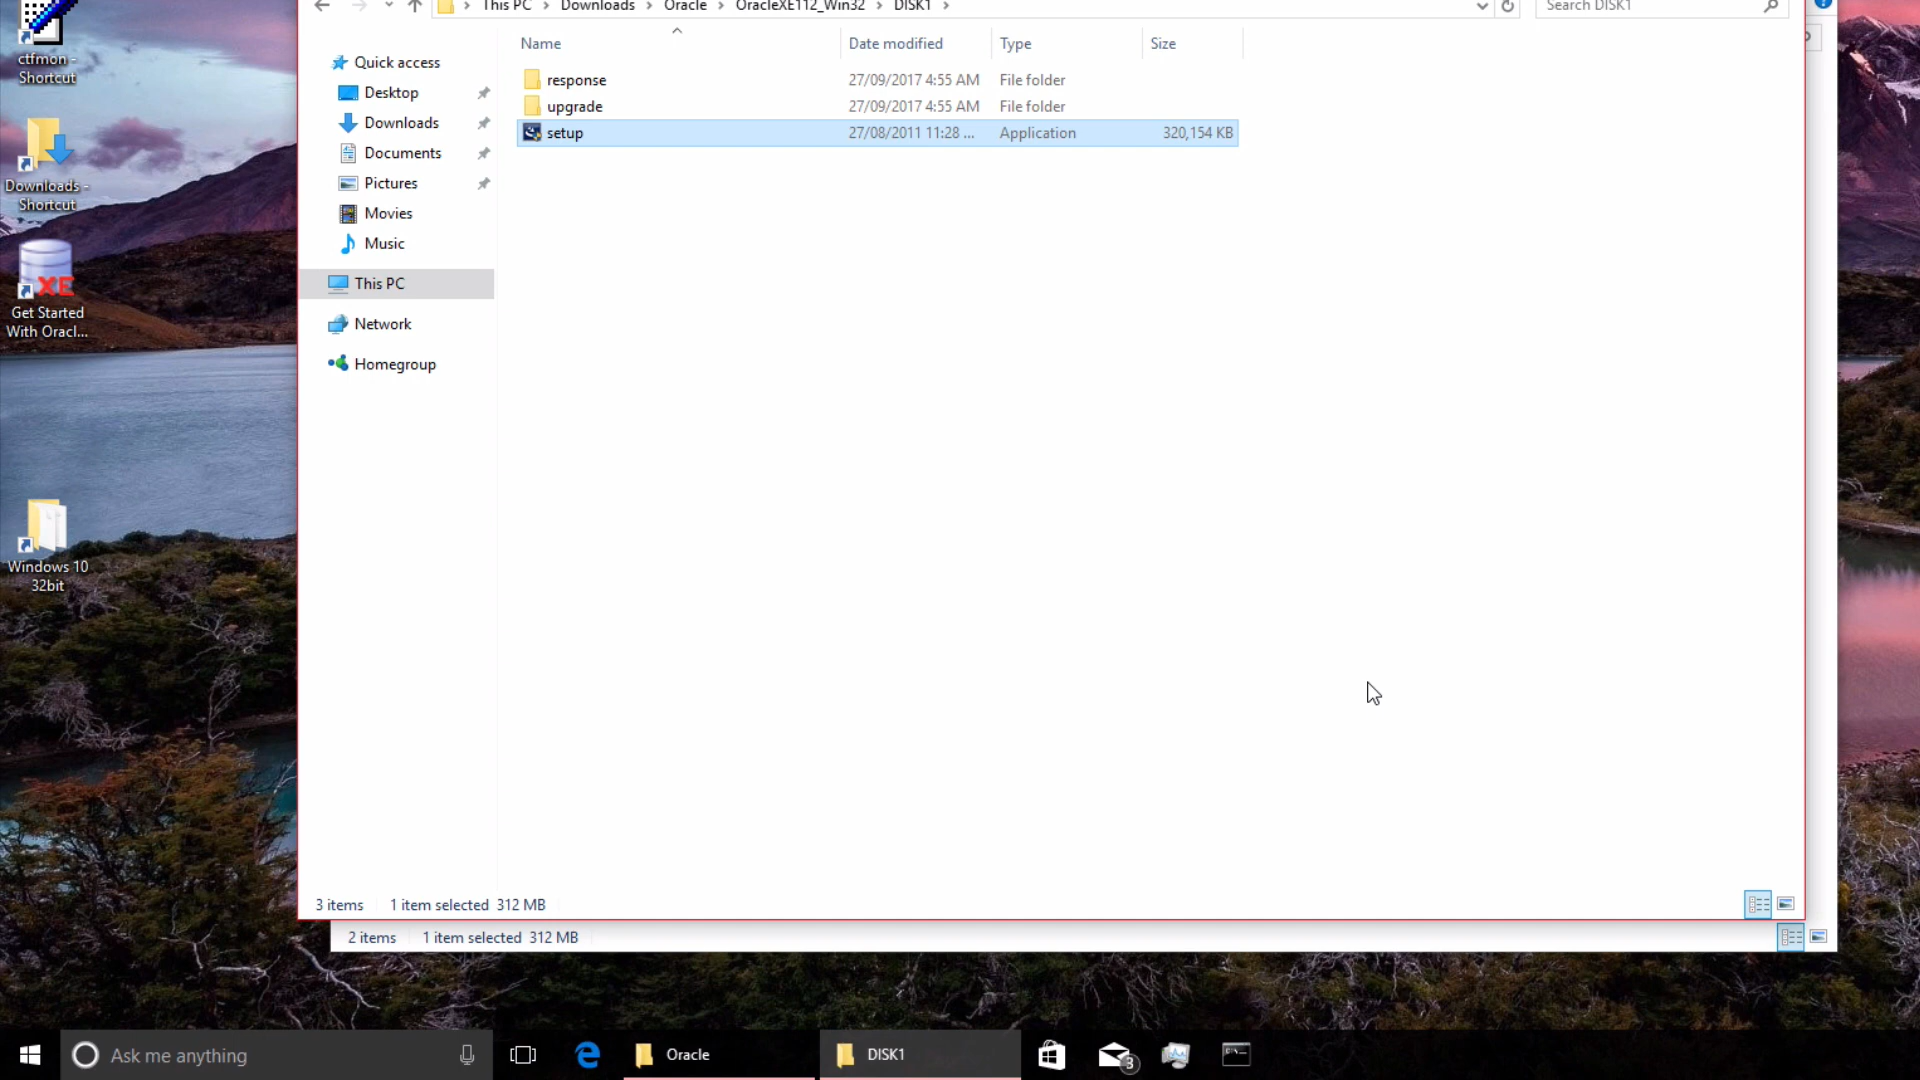 This PC > Downloads > Oracle > OracleXE112_Win32 > DISK1 >
Search DISK1
Name
Date modified
Type
Size
response
27/09/2017 4:55 AM
File folder
upgrade
27/09/2017 4:55 AM
File folder
setup
27/08/2011 11:28 ...
Application
320,154 KB
Quick access
Desktop
Downloads
Documents
Pictures
Movies
Music
This PC
Network
Homegroup
ctfmon -
Shortcut
Downloads -
Shortcut
XE
Get Started
With Oracl...
Windows 10
32bit
3 items
1 item selected 312 MB
2 items
1 item selected 312 MB
Ask me anything
Oracle
DISK1
3